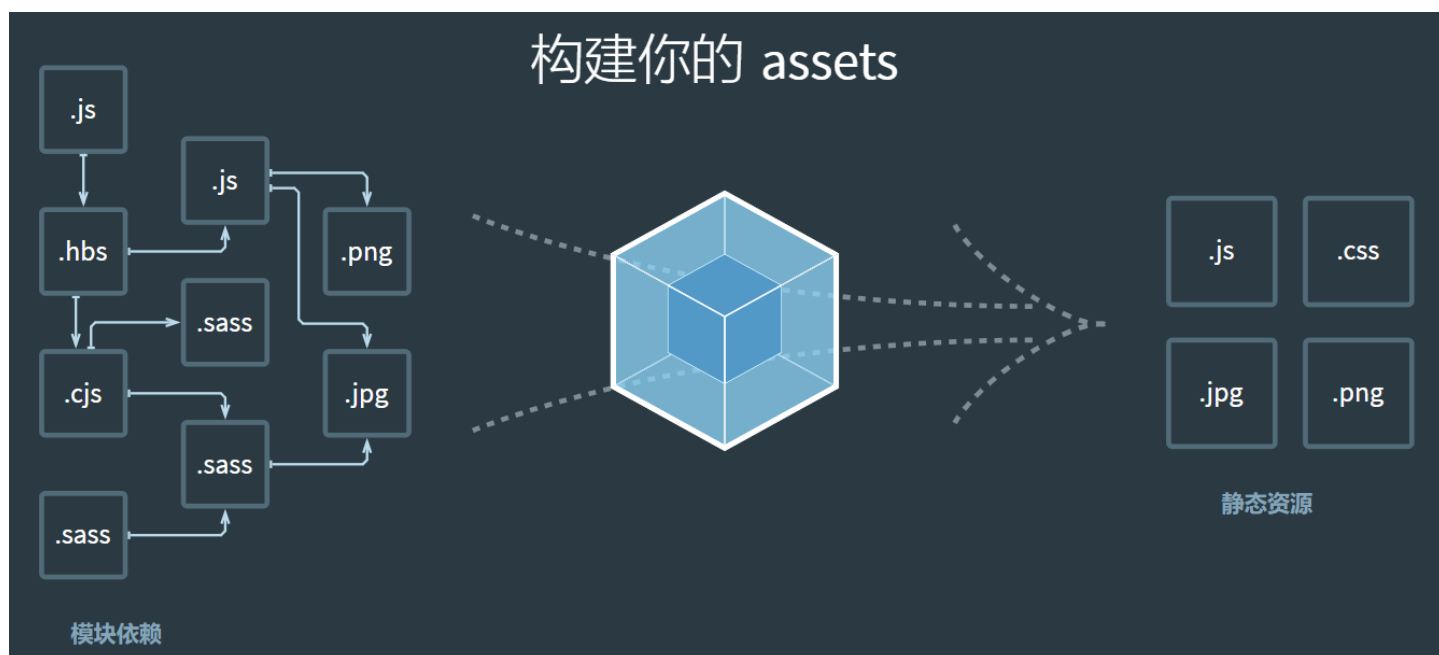 构建你的 assets
.js
.js
.hbs
.png
.sass
.cjs
.jpg
.sass
.sass
模块依赖
.js
.css
.jpg
.png
静态资源